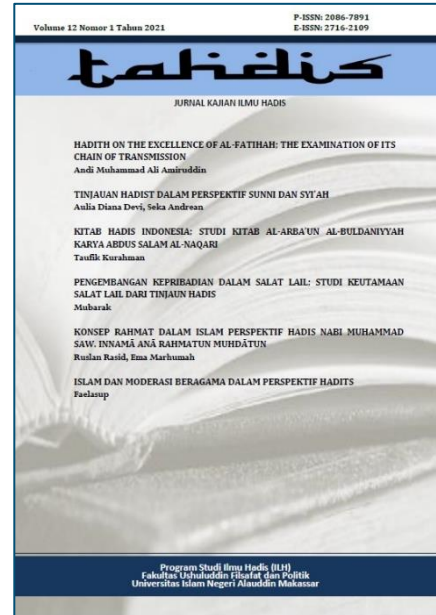 P-ISSN: 2086-7891
Volume 12 Nomor 1 Tahun 2021
E-ISSN: 2716-2109
tahdis
JURNAL KAJIAN ILMU HADIS
HADITH ON THE EXCELLENCE OF AL-FATIHAH; THE EXAMINATION OF ITS
CHAIN OF TRANSMISSION
Andi Muhammad Ali Amiruddin
TINJAUAN HADIST DALAM PERSPEKTIF SUNNI DAN SYI'AH
Aulia Diana Devi, Seka Andrean
KITAB HADIS INDONESIA: STUDI KITAB AL-ARBA'UN AL-BULDANIYYAH
KARYA ABDUS SALAM AL-NAQARI
Taufik Kurahman
PENGEMBANGAN KEPRIBADIAN DALAM SALAT LAIL: STUDI KEUTAMAAN
SALAT LAIL DARI TINJAUN HADIS
Mubarak
KONSEP RAHMAT DALAM ISLAM PERSPEKTIF HADIS NABI MUHAMMAD
SAW. INNAMĀ ANĀ RAHMATUN MUHDĀTUN
Ruslan Rasid, Ema Marhumah
ISLAM DAN MODERASI BERAGAMA DALAM PERSPEKTIF HADITS
Faelasup
Program Studi Ilmu Hadis (ILH)
Fakultas Ushuluddin Filsafat dan Politik
Universitas Islam Negeri Alauddin Makassar